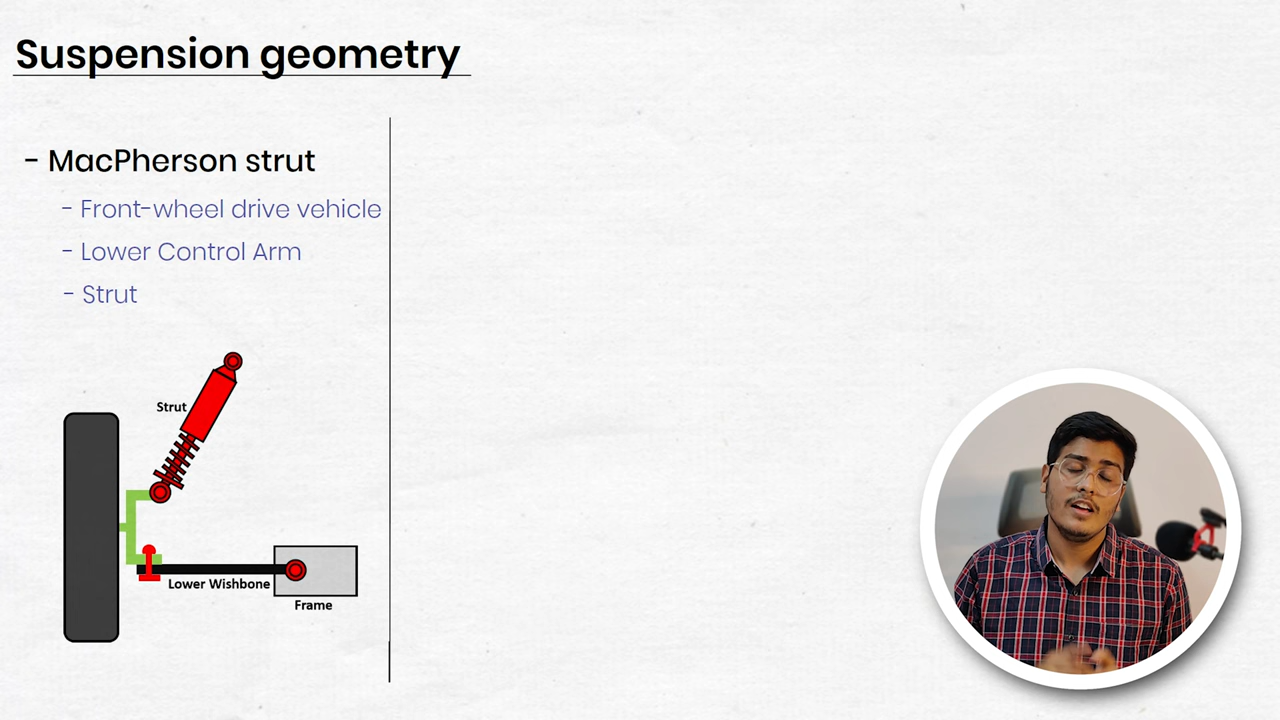 Suspension geometry
- MacPherson strut
- Front-wheel drive vehicle
- Lower Control Arm
- Strut
Strut
Lower Wishbone
Frame